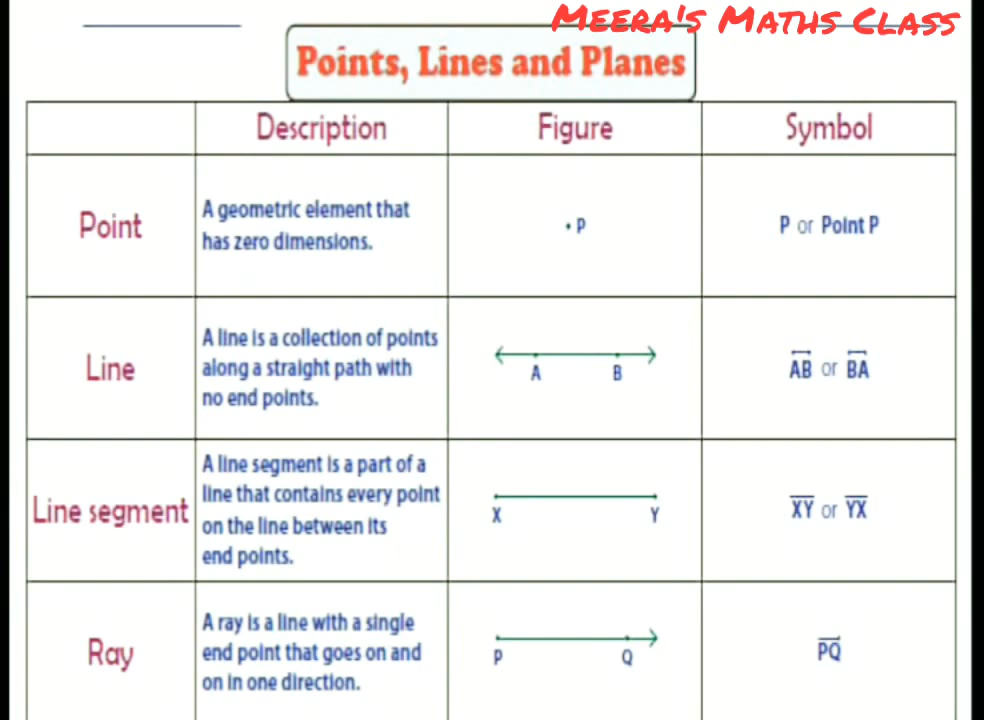 Meera's Maths Class
Points, Lines and Planes
Description Figure Symbol
Point
A geometric element that
has zero dimensions.
P
P or Point P
Line
A line is a collection of points
along a straight path with
no end points.
A B
AB or BA
Line segment
A line segment is a part of a
line that contains every point
on the line between its
end points.
X Y
XY or YX
Ray
A ray is a line with a single
end point that goes on and
on in one direction.
P Q
PQ